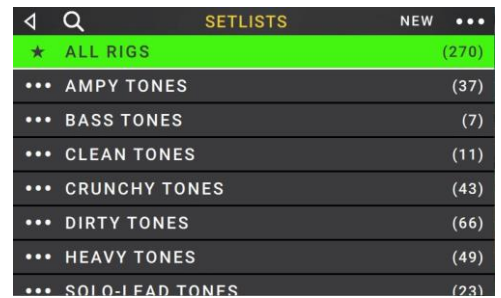 SETLISTS NEW
ALL RIGS (270)
AMPY TONES (37)
BASS TONES (7)
CLEAN TONES (11)
CRUNCHY TONES (43)
DIRTY TONES (66)
HEAVY TONES (49)
SOLO-LEAD TONES (23)